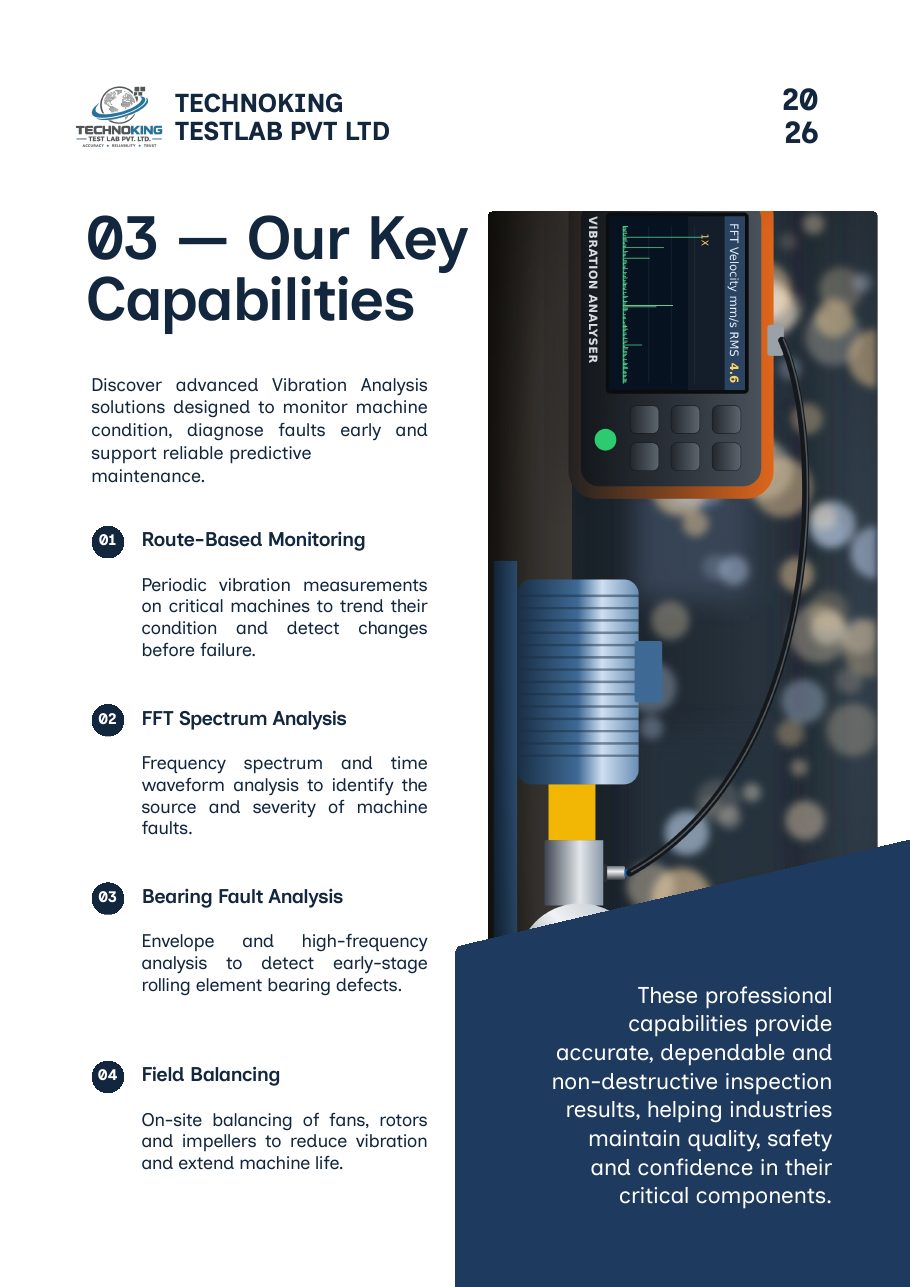 TECHNOKING
TEST LAB PVT. LTD.
ACCURACY • RELIABILITY • TRUST
TECHNOKING
TESTLAB PVT LTD
20
26
03 — Our Key
Capabilities
Discover advanced Vibration Analysis
solutions designed to monitor machine
condition, diagnose faults early and
support reliable predictive
maintenance.
01 Route-Based Monitoring
Periodic vibration measurements
on critical machines to trend their
condition and detect changes
before failure.
02 FFT Spectrum Analysis
Frequency spectrum and time
waveform analysis to identify the
source and severity of machine
faults.
03 Bearing Fault Analysis
Envelope and high-frequency
analysis to detect early-stage
rolling element bearing defects.
04 Field Balancing
On-site balancing of fans, rotors
and impellers to reduce vibration
and extend machine life.
FFT Velocity mm/s RMS 4.6
1X
VIBRATION ANALYSER
These professional
capabilities provide
accurate, dependable and
non-destructive inspection
results, helping industries
maintain quality, safety
and confidence in their
critical components.